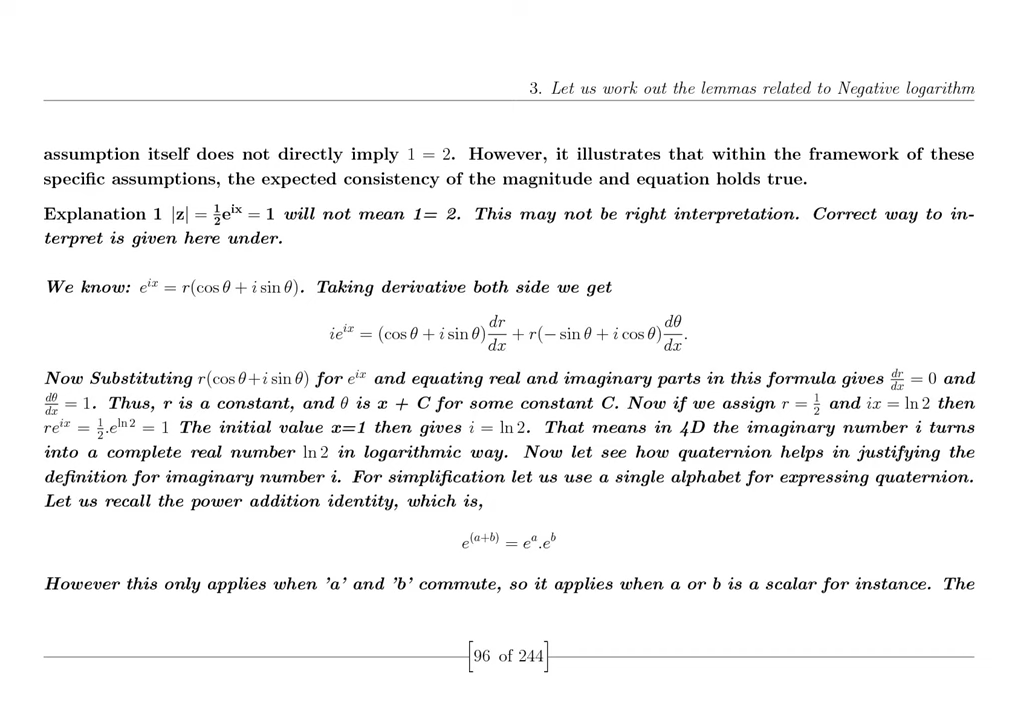 3. Let us work out the lemmas related to Negative logarithm
assumption itself does not directly imply 1 = 2. However, it illustrates that within the framework of these
specific assumptions, the expected consistency of the magnitude and equation holds true.
Explanation 1 |z| = \frac{1}{2}e^{ix} = 1 will not mean 1= 2. This may not be right interpretation. Correct way to in-
terpret is given here under.
We know: e^{ix} = r(cos θ + i sin θ). Taking derivative both side we get
ie^{ix} = (cos θ + i sin θ)\frac{dr}{dx} + r(− sin θ + i cos θ)\frac{dθ}{dx}.
Now Substituting r(cos θ+i sin θ) for e^{ix} and equating real and imaginary parts in this formula gives \frac{dr}{dx} = 0 and
\frac{dθ}{dx} = 1. Thus, r is a constant, and θ is x + C for some constant C. Now if we assign r = \frac{1}{2} and ix = ln 2 then
re^{ix} = \frac{1}{2}.e^{ln 2} = 1 The initial value x=1 then gives i = ln 2. That means in 4D the imaginary number i turns
into a complete real number ln 2 in logarithmic way. Now let see how quaternion helps in justifying the
definition for imaginary number i. For simplification let us use a single alphabet for expressing quaternion.
Let us recall the power addition identity, which is,
e^{(a+b)} = e^{a}.e^{b}
However this only applies when 'a' and 'b' commute, so it applies when a or b is a scalar for instance. The
[96 of 244]